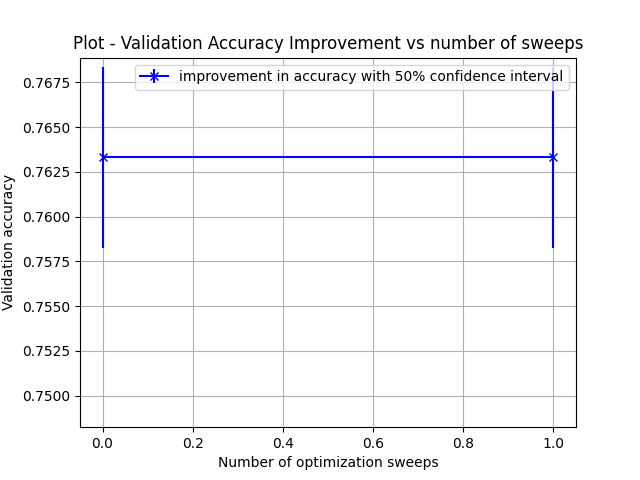 Plot - Validation Accuracy Improvement vs number of sweeps
improvement in accuracy with 50% confidence interval
0.7675
0.7650
0.7625
0.7600
0.7575
0.7550
0.7525
0.7500
Validation accuracy
0.0 0.2 0.4 0.6 0.8 1.0
Number of optimization sweeps